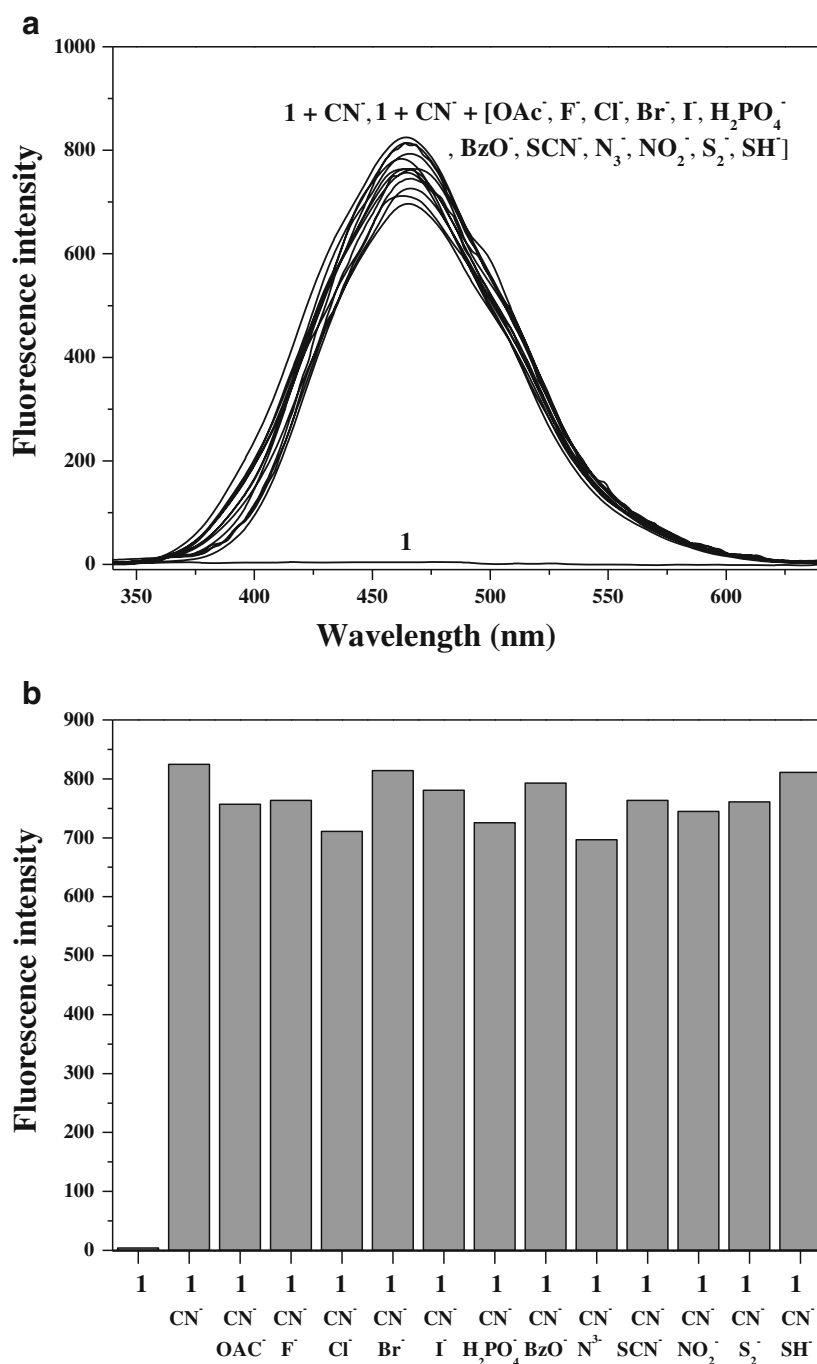 a
1000
800
600
400
200
0
Fluorescence intensity
1 + CN⁻, 1 + CN⁻ + [OAc⁻, F⁻, Cl⁻, Br⁻, I⁻, H₂PO₄⁻
, BzO⁻, SCN⁻, N₃⁻, NO₂⁻, S₂⁻, SH⁻]
1
350 400 450 500 550 600
Wavelength (nm)
b
900
800
700
600
500
400
300
200
100
0
Fluorescence intensity
1 1 1 1 1 1 1 1 1 1 1 1 1 1
CN⁻ CN⁻ CN⁻ CN⁻ CN⁻ CN⁻ CN⁻ CN⁻ CN⁻ CN⁻ CN⁻ CN⁻ CN⁻
OAC⁻ F⁻ Cl⁻ Br⁻ I⁻ H₂PO₄⁻ BzO⁻ N³⁻ SCN⁻ NO₂⁻ S₂⁻ SH⁻